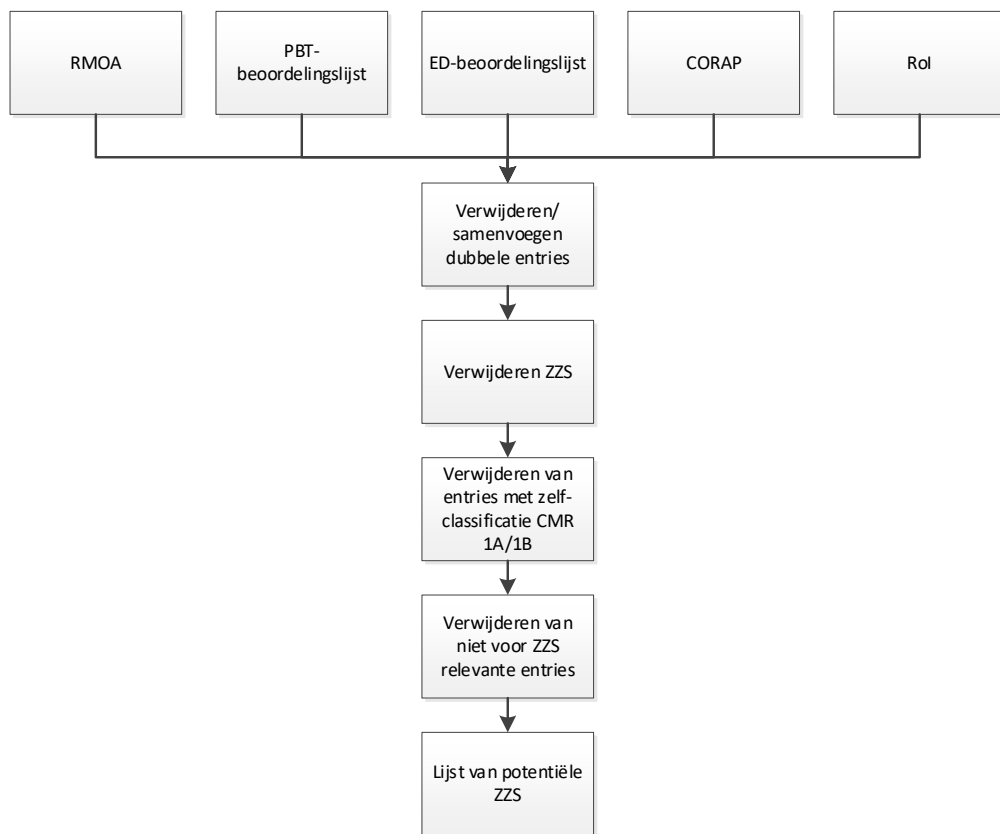 RMOA
PBT-
beoordelingslijst
ED-beoordelingslijst
CORAP
RoI
Verwijderen/
samenvoegen
dubbele entries
Verwijderen ZZS
Verwijderen van
entries met zelf-
classificatie CMR
1A/1B
Verwijderen van
niet voor ZZS
relevante entries
Lijst van potentiële
ZZS